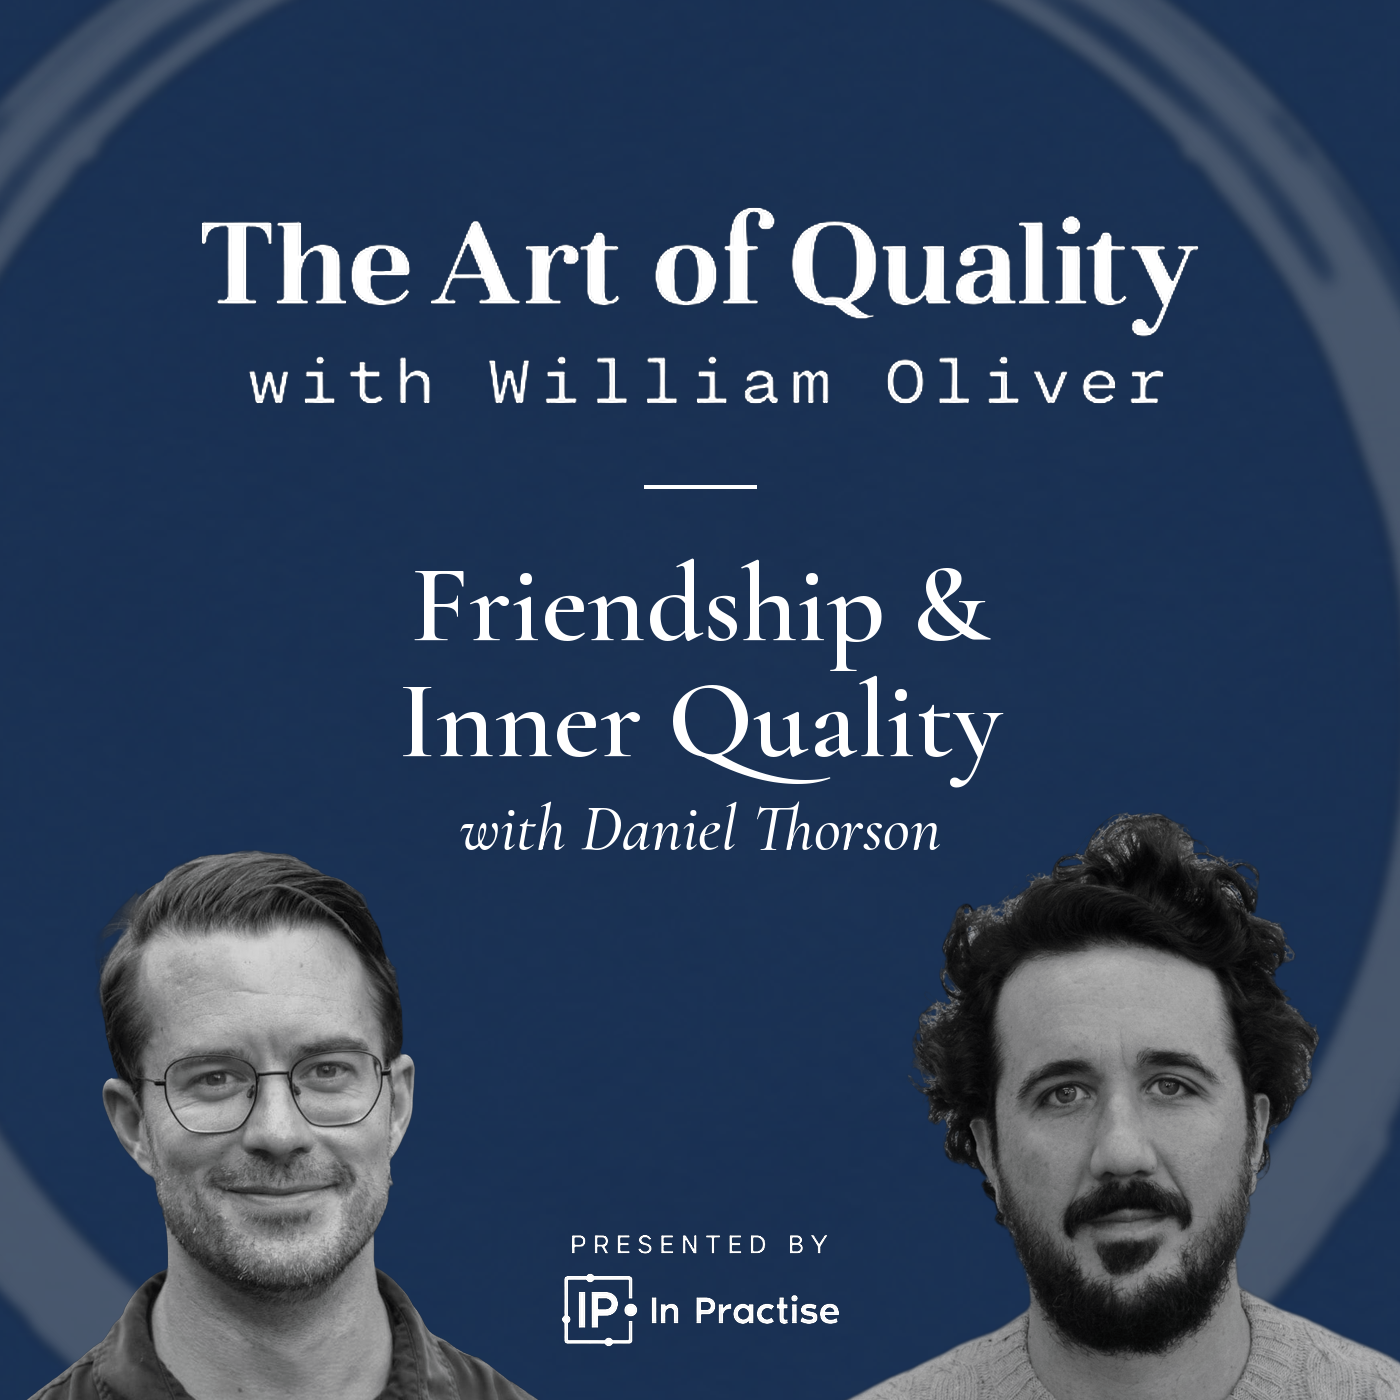 The Art of Quality
with William Oliver
Friendship &
Inner Quality
with Daniel Thorson
PRESENTED BY
IP In Practise